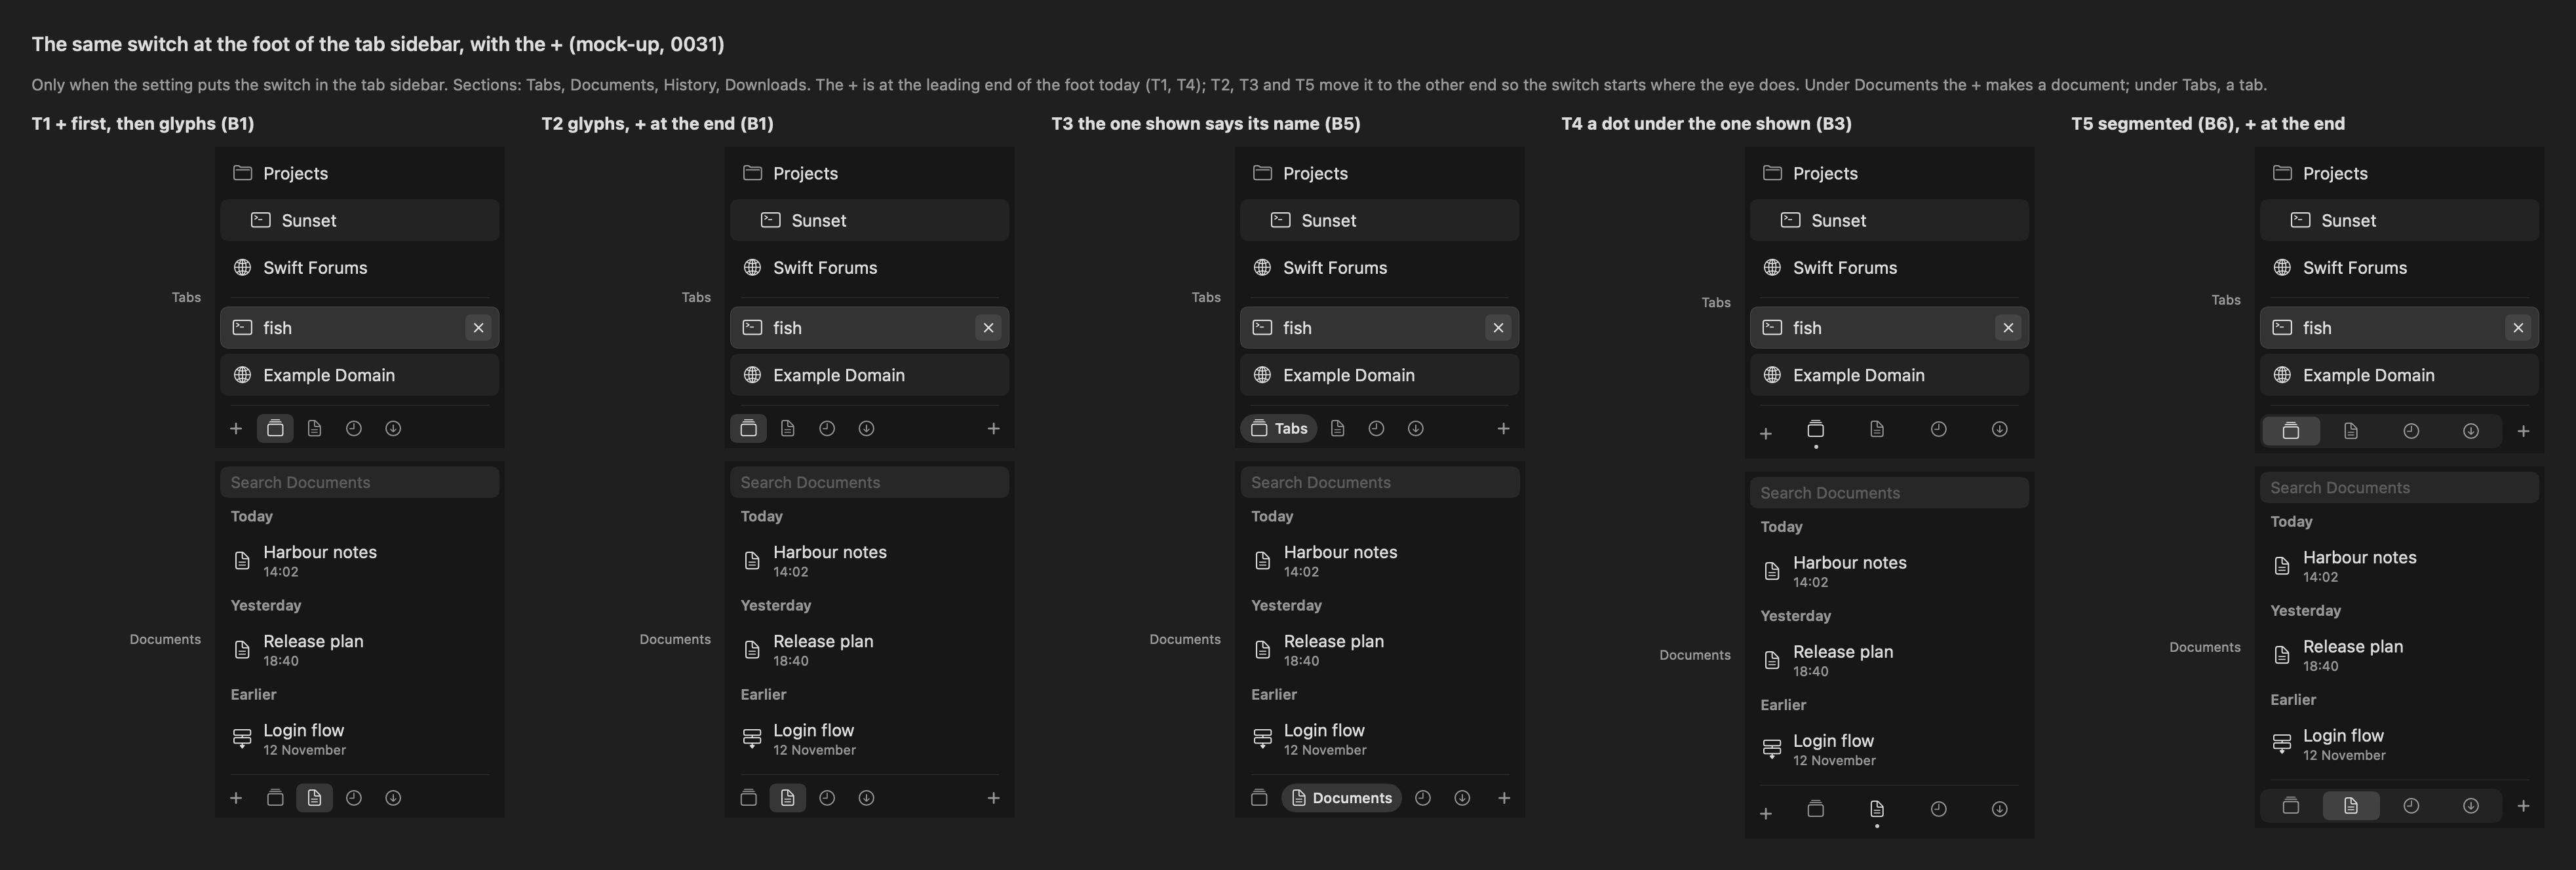 The same switch at the foot of the tab sidebar, with the + (mock-up, 0031)
Only when the setting puts the switch in the tab sidebar. Sections: Tabs, Documents, History, Downloads. The + is at the leading end of the foot today (T1, T4); T2, T3 and T5 move it to the other end so the switch starts where the eye does. Under Documents the + makes a document; under Tabs, a tab.
T1 + first, then glyphs (B1)
Tabs
Projects
Sunset
Swift Forums
fish
Example Domain
Documents
Search Documents
Today
Harbour notes
14:02
Yesterday
Release plan
18:40
Earlier
Login flow
12 November
T2 glyphs, + at the end (B1)
Tabs
Projects
Sunset
Swift Forums
fish
Example Domain
Documents
Search Documents
Today
Harbour notes
14:02
Yesterday
Release plan
18:40
Earlier
Login flow
12 November
T3 the one shown says its name (B5)
Tabs
Projects
Sunset
Swift Forums
fish
Example Domain
Tabs
Documents
Search Documents
Today
Harbour notes
14:02
Yesterday
Release plan
18:40
Earlier
Login flow
12 November
Documents
T4 a dot under the one shown (B3)
Tabs
Projects
Sunset
Swift Forums
fish
Example Domain
Documents
Search Documents
Today
Harbour notes
14:02
Yesterday
Release plan
18:40
Earlier
Login flow
12 November
T5 segmented (B6), + at the end
Tabs
Projects
Sunset
Swift Forums
fish
Example Domain
Documents
Search Documents
Today
Harbour notes
14:02
Yesterday
Release plan
18:40
Earlier
Login flow
12 November